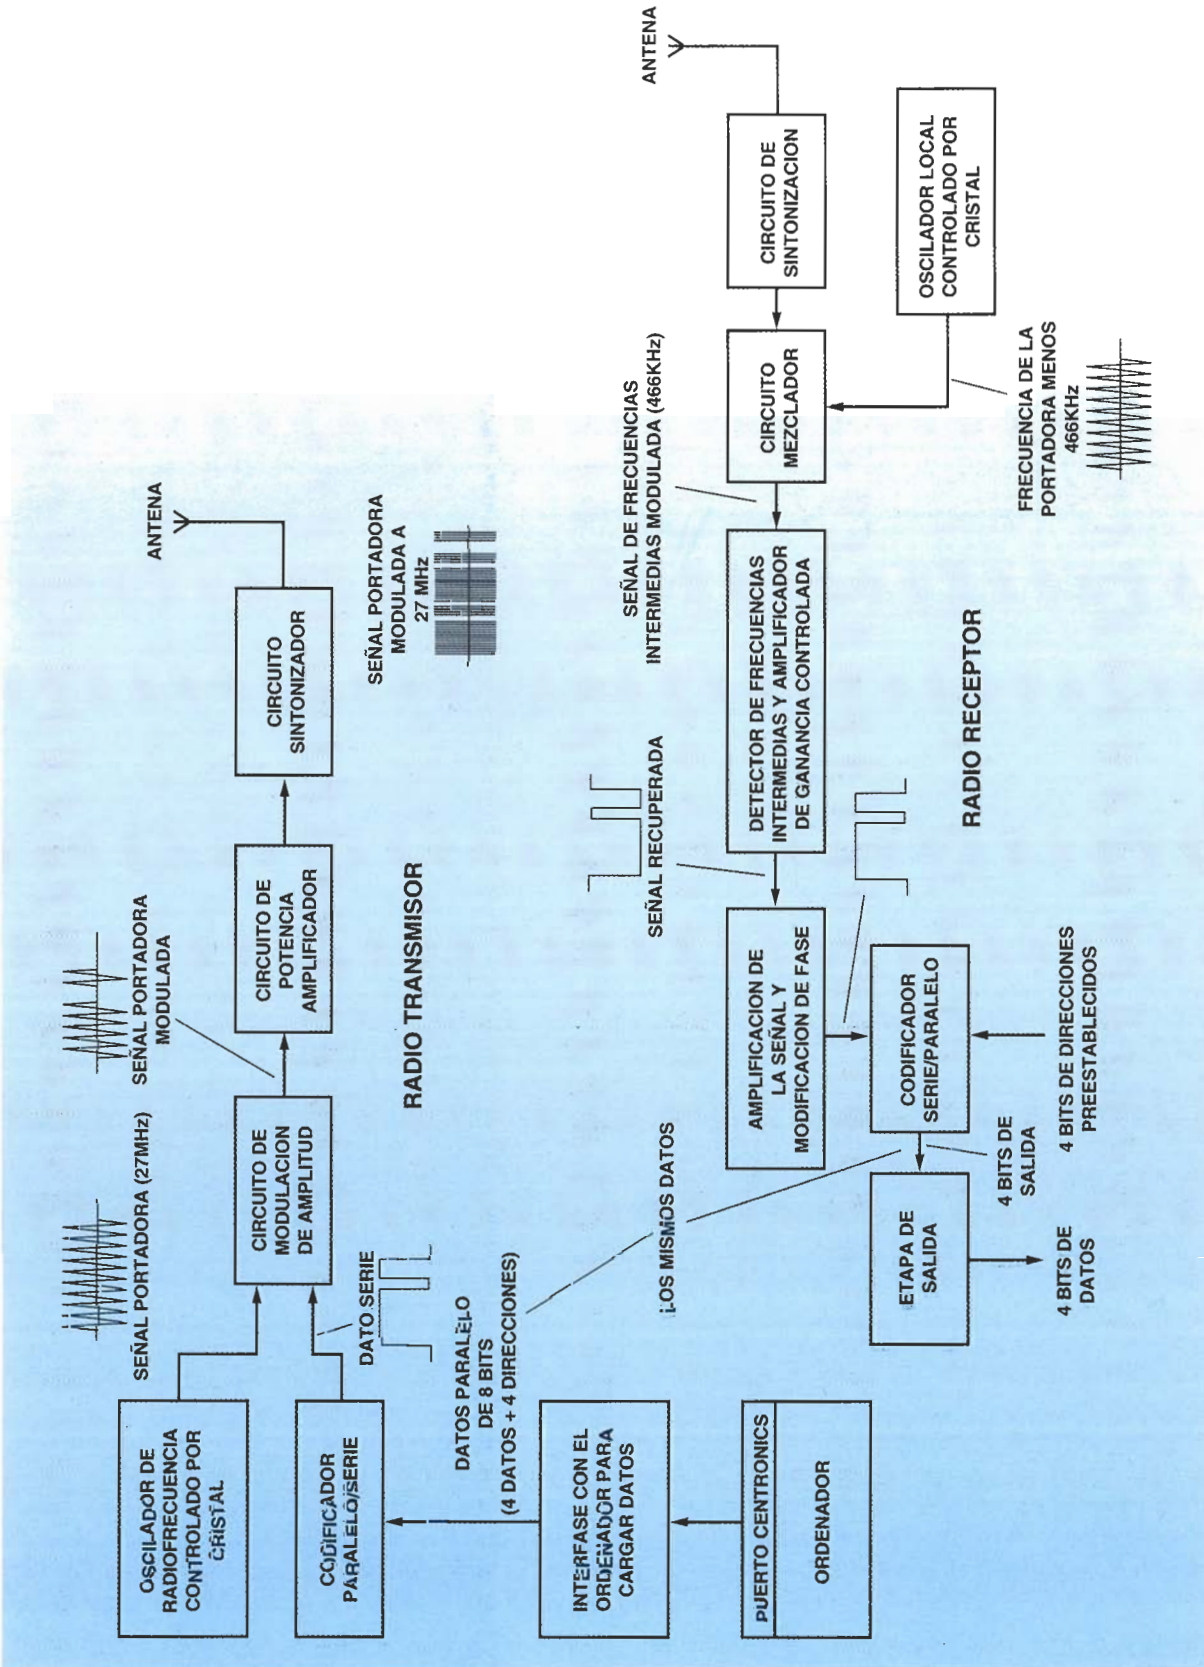 SEÑAL PORTADORA (27MHz)
SEÑAL PORTADORA
MODULADA
ANTENA
OSCILADOR DE
RADIOFRECUENCIA
CONTROLADO POR
CRISTAL
CIRCUITO DE
MODULACION
DE AMPLITUD
CIRCUITO DE
POTENCIA
AMPLIFICADOR
CIRCUITO
SINTONIZADOR
CODIFICADOR
PARALELO/SERIE
DATO SERIE
RADIO TRANSMISOR
SEÑAL PORTADORA
MODULADA A
27 MHz
DATOS PARALELO
DE 8 BITS
(4 DATOS + 4 DIRECCIONES)
INTERFASE CON EL
ORDENADOR PARA
CARGAR DATOS
PUERTO CENTRONICS
ORDENADOR
¡LOS MISMOS DATOS
SEÑAL RECUPERADA
SEÑAL DE FRECUENCIAS
INTERMEDIAS MODULADA (466KHz)
ANTENA
AMPLIFICACION DE
LA SEÑAL Y
MODIFICACION DE FASE
DETECTOR DE FRECUENCIAS
INTERMEDIAS Y AMPLIFICADOR
DE GANANCIA CONTROLADA
CIRCUITO
MEZCLADOR
CIRCUITO DE
SINTONIZACION
ETAPA DE
SALIDA
CODIFICADOR
SERIE/PARALELO
OSCILADOR LOCAL
CONTROLADO POR
CRISTAL
4 BITS DE
SALIDA
RADIO RECEPTOR
4 BITS DE
DATOS
4 BITS DE DIRECCIONES
PREESTABLECIDOS
FRECUENCIA DE LA
PORTADORA MENOS
466KHz